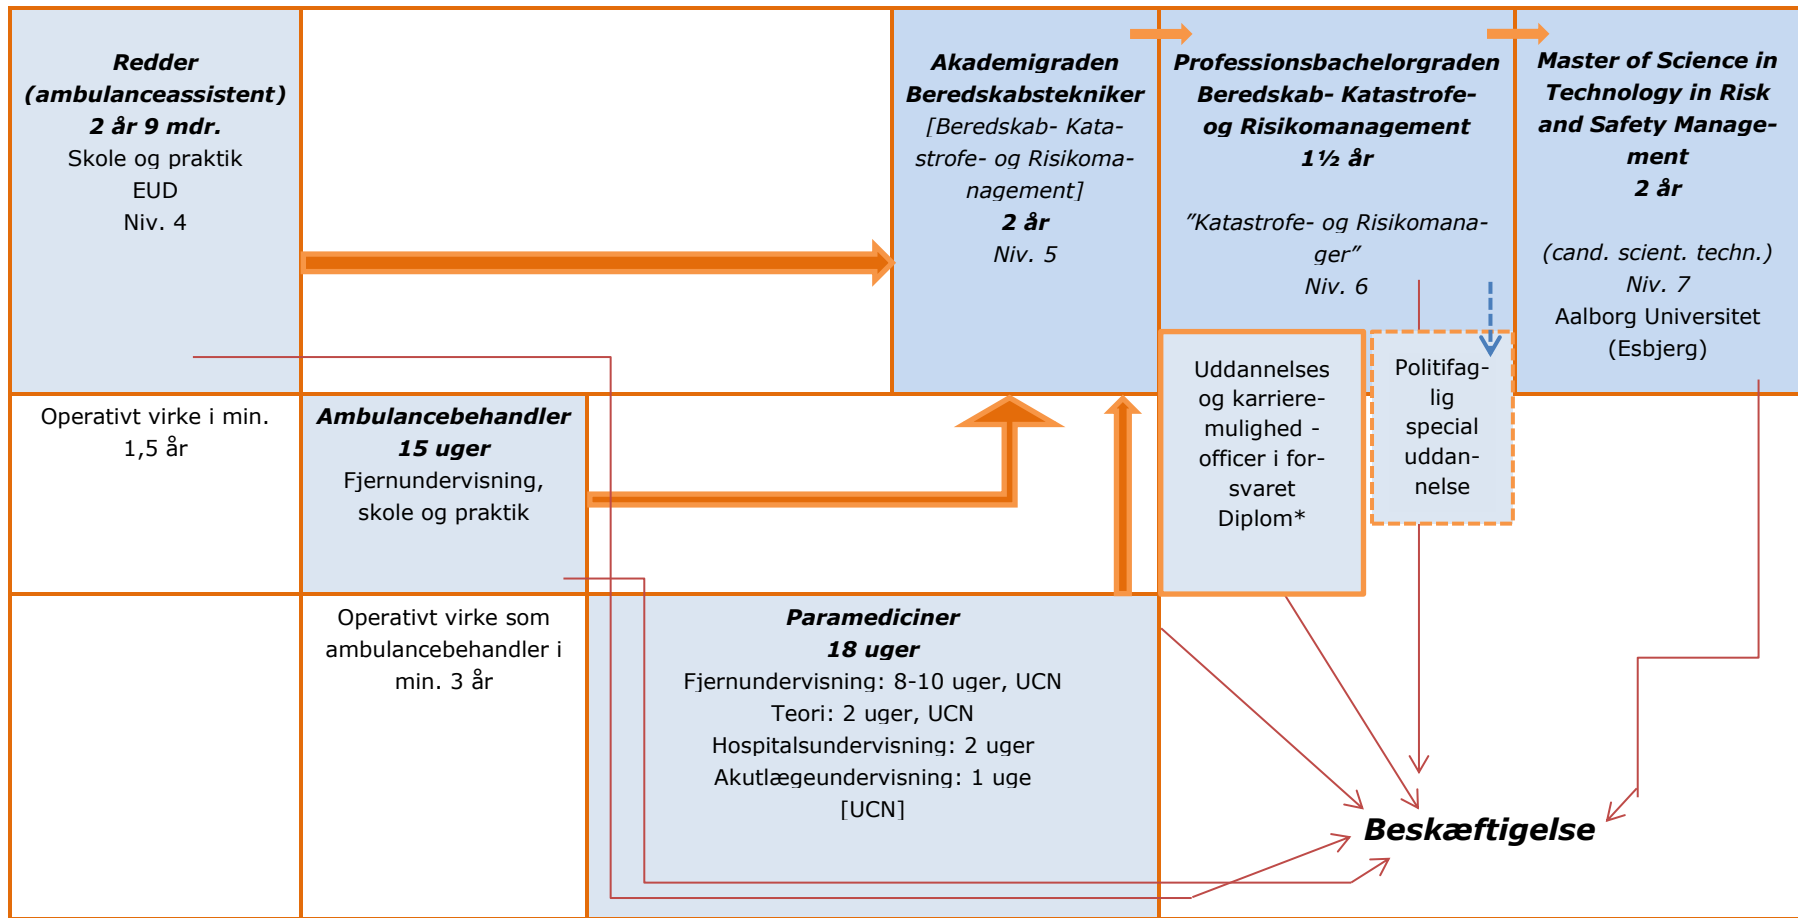 Redder
(ambulanceassistent)
2 år 9 mdr.
Skole og praktik
EUD
Niv. 4
Akademigraden
Beredskabstekniker
[Beredskab- Kata-
strofe- og Risikoma-
nagement]
2 år
Niv. 5
Professionsbachelorgraden
Beredskab- Katastrofe-
og Risikomanagement
1½ år
”Katastrofe- og Risikomana-
ger”
Niv. 6
Master of Science in
Technology in Risk
and Safety Manage-
ment
2 år
(cand. scient. techn.)
Niv. 7
Aalborg Universitet
(Esbjerg)
Uddannelses
og karriere-
mulighed -
officer i for-
svaret
Diplom*
Politifag-
lig
special
uddan-
nelse
Operativt virke i min.
1,5 år
Ambulancebehandler
15 uger
Fjernundervisning,
skole og praktik
Operativt virke som
ambulancebehandler i
min. 3 år
Paramediciner
18 uger
Fjernundervisning: 8-10 uger, UCN
Teori: 2 uger, UCN
Hospitalsundervisning: 2 uger
Akutlægeundervisning: 1 uge
[UCN]
Beskæftigelse